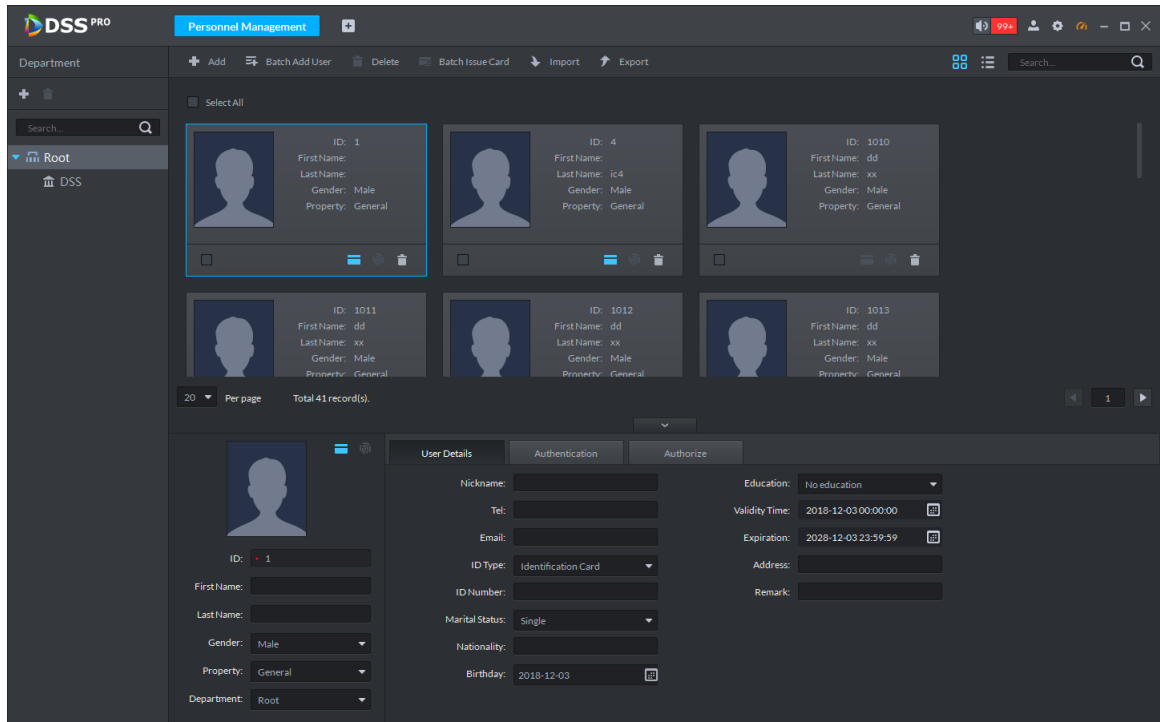 DSS PRO
Personnel Management
99+
Department
Add
Batch Add User
Delete
Batch Issue Card
Import
Export
Search...
Search...
Root
DSS
Select All
ID: 1
First Name:
Last Name:
Gender: Male
Property: General
ID: 4
First Name:
Last Name: ic4
Gender: Male
Property: General
ID: 1010
First Name: dd
Last Name: xx
Gender: Male
Property: General
ID: 1011
First Name: dd
Last Name: xx
Gender: Male
Property: General
ID: 1012
First Name: dd
Last Name: xx
Gender: Male
Property: General
ID: 1013
First Name: dd
Last Name: xx
Gender: Male
Property: General
20 Per page Total 41 record(s).
1
ID: 1
First Name:
Last Name:
Gender: Male
Property: General
Department: Root
User Details
Authentication
Authorize
Nickname:
Tel:
Email:
ID Type: Identification Card
ID Number:
Marital Status: Single
Nationality:
Birthday: 2018-12-03
Education: No education
Validity Time: 2018-12-03 00:00:00
Expiration: 2028-12-03 23:59:59
Address:
Remark: